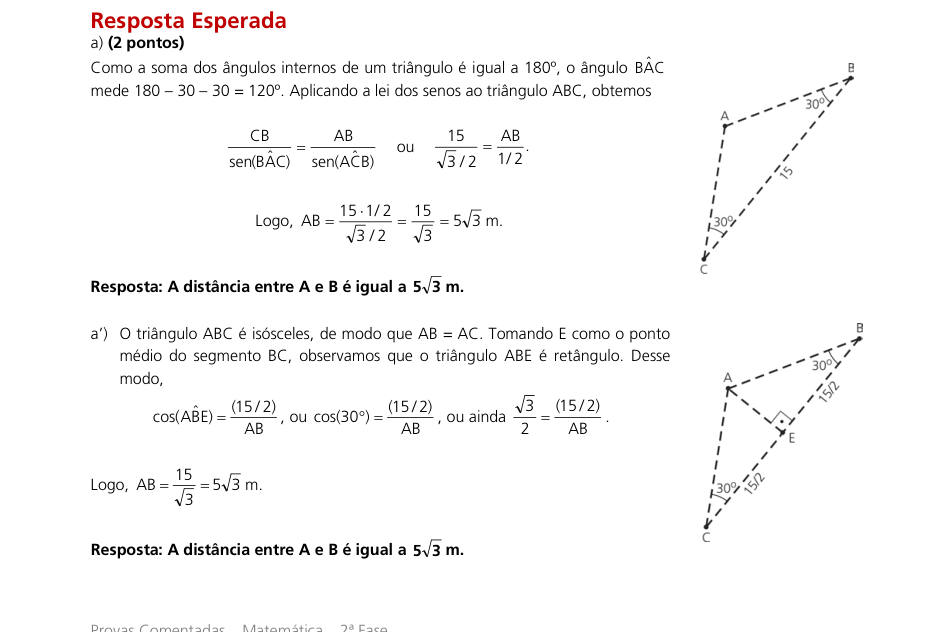 Resposta Esperada
a) (2 pontos)
Como a soma dos ângulos internos de um triângulo é igual a 180º, o ângulo BÂC
mede 180 – 30 – 30 = 120º. Aplicando a lei dos senos ao triângulo ABC, obtemos
CB/sen(BÂC) = AB/sen(AĈB) ou 15/(√3 / 2) = AB/(1/ 2).
Logo, AB = (15 · 1/ 2)/(√3 / 2) = 15/√3 = 5√3 m.
Resposta: A distância entre A e B é igual a 5√3 m.
B
30º
A
15
30º
C
a’) O triângulo ABC é isósceles, de modo que AB = AC. Tomando E como o ponto
médio do segmento BC, observamos que o triângulo ABE é retângulo. Desse
modo,
cos(AB̂E) = (15/ 2)/AB , ou cos(30°) = (15/ 2)/AB , ou ainda √3/2 = (15/ 2)/AB .
Logo, AB = 15/√3 = 5√3 m.
Resposta: A distância entre A e B é igual a 5√3 m.
B
30º
A
15/2
E
30º
15/2
C
Provas Comentadas Matemática 2ª Fase